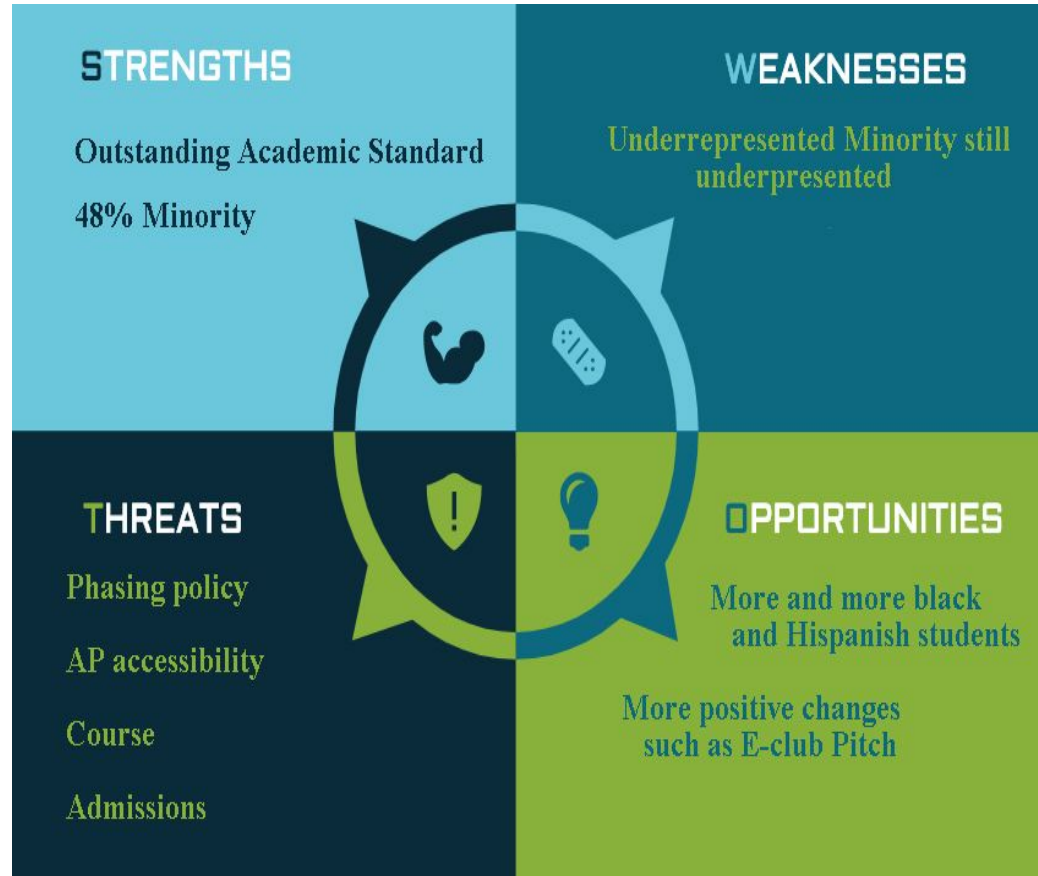 STRENGTHS
Outstanding Academic Standard
48% Minority
WEAKNESSES
Underrepresented Minority still
underpresented
THREATS
Phasing policy
AP accessibility
Course
Admissions
OPPORTUNITIES
More and more black
and Hispanish students
More positive changes
such as E-club Pitch